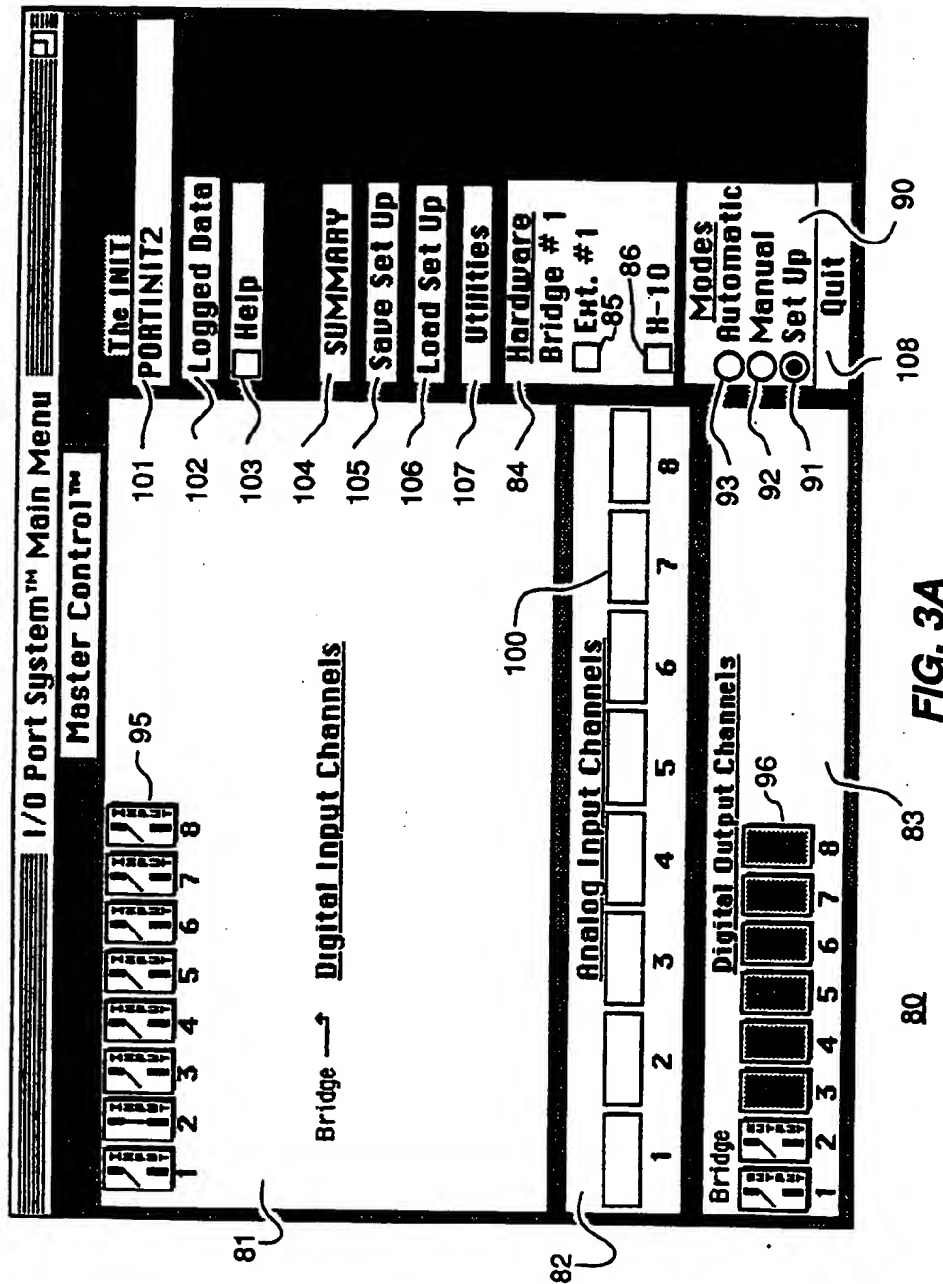 I/O Port System™ Main Menu
Master Control™
The INIT
PORTINIT2
Logged Data
Help
SUMMARY
Save Set Up
Load Set Up
Utilities
Hardware
Bridge #1
Ext. #1
X-10
Modes
Automatic
Manual
Set Up
Quit
1 2 3 4 5 6 7 8
Bridge
Digital Input Channels
Analog Input Channels
1 2 3 4 5 6 7 8
Digital Output Channels
Bridge
1 2 3 4 5 6 7 8
95
101
102
103
104
105
106
107
84
85
86
100
93
92
91
108
90
96
81
82
83
80
FIG. 3A